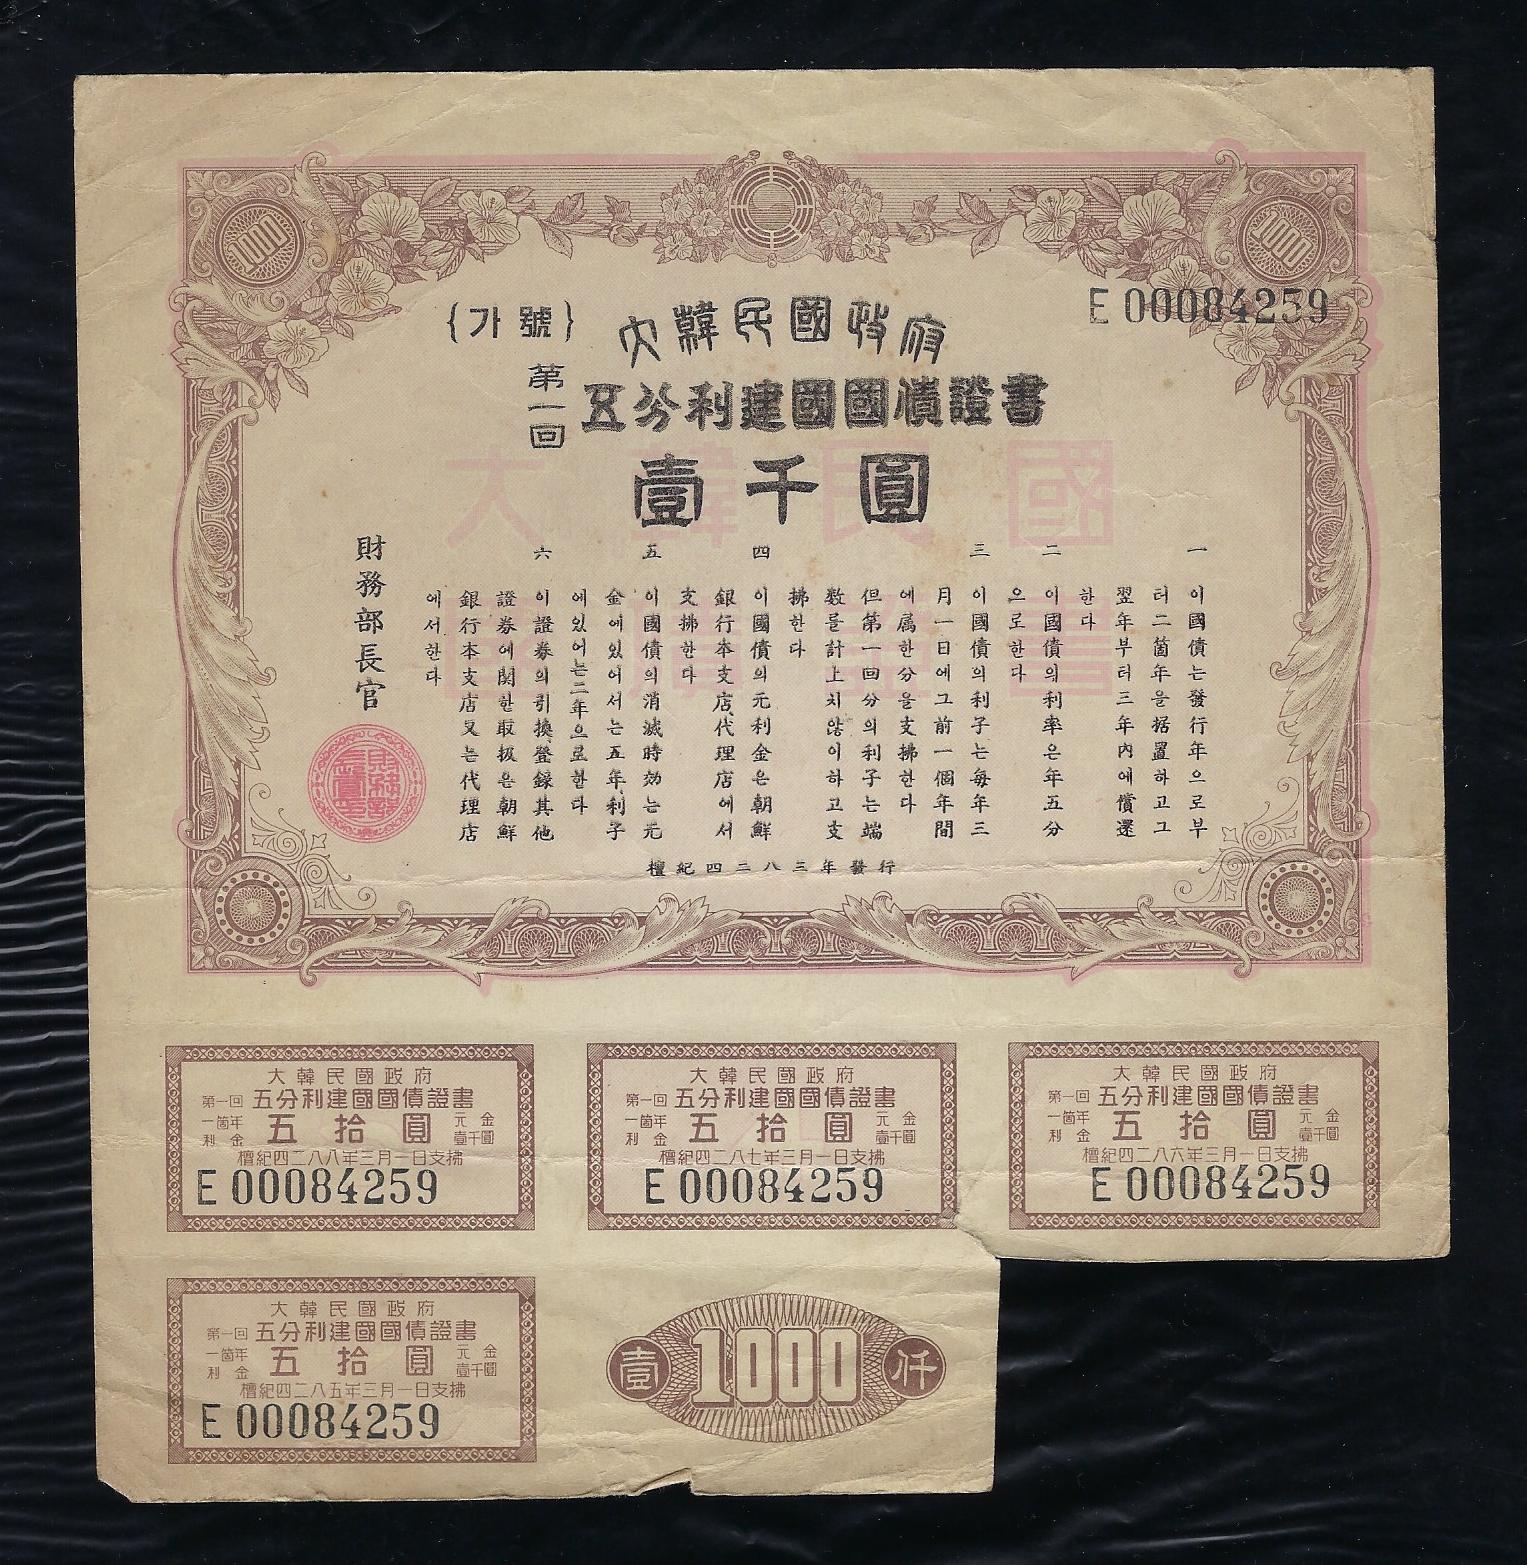 1000
1000
E 00084259
{가 號}
大韓民國政府
第一回
五分利建國國債證書
壹千圓
大韓民國
國債證書
一 이國債는發行年으로부
터二箇年을据置하고그
翌年부터三年內에償還
한다
二 이國債의利率은年五分
으로한다
三 이國債의利子는每年三
月一日에그前一個年間
에属한分을支拂한다
但第一回分의利子는端
数를計上치않이하고支
拂한다
四 이國債의元利金은朝鮮
銀行本支店、代理店에서
支拂한다
五 이國債의消滅時効는元
金에있어서는五年、利子
에있어는二年으로한다
六 이證券의引換、登録其他
證券에関한取扱은朝鮮
銀行本支店又는代理店
에서한다
財務部長官
檀紀四二八三年發行
大韓民國政府
第一回 五分利建國國債證書
一箇年利金 五拾圓 元金壹千圓
檀紀四二八八年三月一日支拂
E 00084259
大韓民國政府
第一回 五分利建國國債證書
一箇年利金 五拾圓 元金壹千圓
檀紀四二八七年三月一日支拂
E 00084259
大韓民國政府
第一回 五分利建國國債證書
一箇年利金 五拾圓 元金壹千圓
檀紀四二八六年三月一日支拂
E 00084259
大韓民國政府
第一回 五分利建國國債證書
一箇年利金 五拾圓 元金壹千圓
檀紀四二八五年三月一日支拂
E 00084259
壹 1000 仟